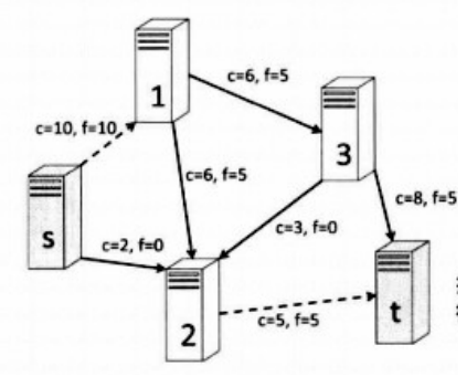 1
c=6, f=5
3
c=10, f=10
c=6, f=5
c=8, f=5
s
c=3, f=0
c=2, f=0
2
c=5, f=5
t